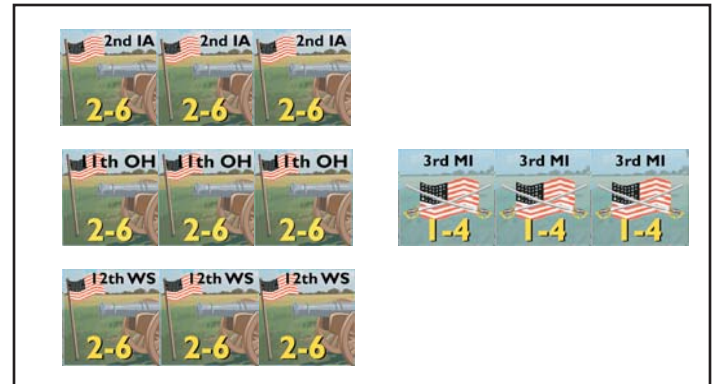 2nd IA 2nd IA 2nd IA
2-6 2-6 2-6
11th OH 11th OH 11th OH
2-6 2-6 2-6
3rd MI 3rd MI 3rd MI
1-4 1-4 1-4
12th WS 12th WS 12th WS
2-6 2-6 2-6